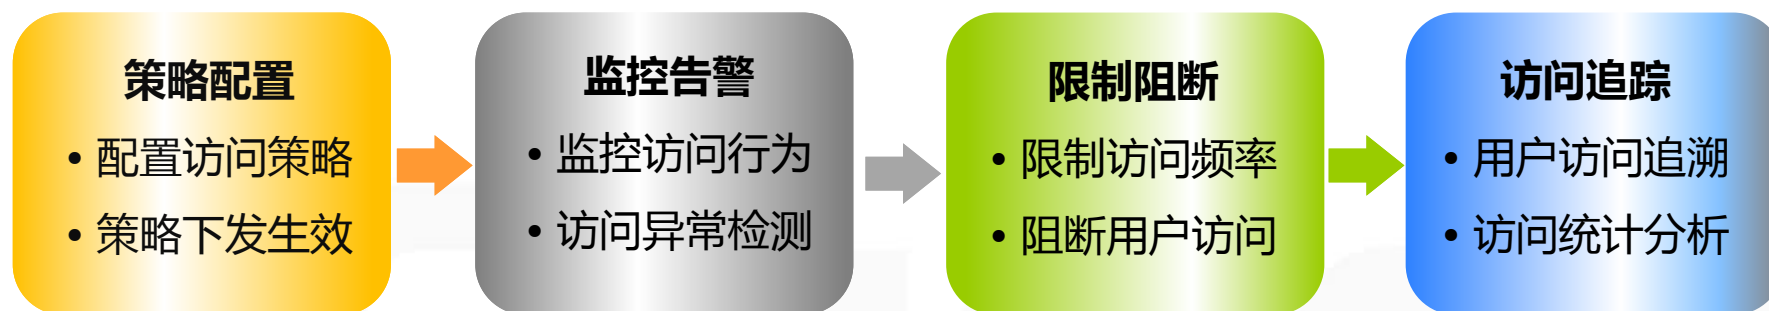 策略配置
• 配置访问策略
• 策略下发生效
监控告警
• 监控访问行为
• 访问异常检测
限制阻断
• 限制访问频率
• 阻断用户访问
访问追踪
• 用户访问追溯
• 访问统计分析